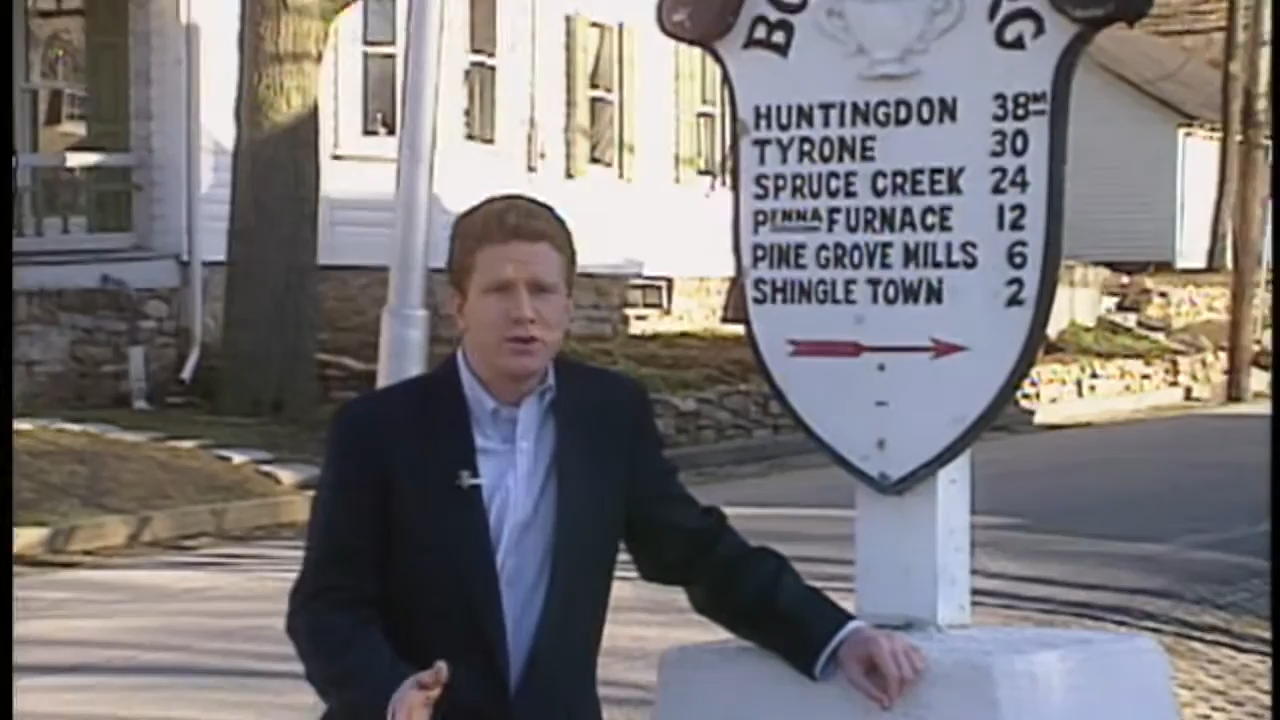 HUNTINGDON 38M
TYRONE 30
SPRUCE CREEK 24
PENNA FURNACE 12
PINE GROVE MILLS 6
SHINGLE TOWN 2